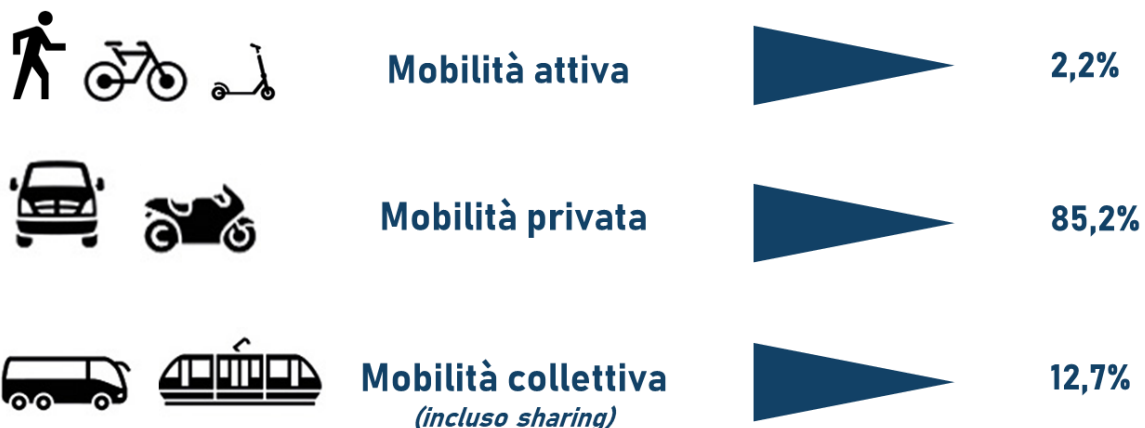 Mobilità attiva
2,2%
Mobilità privata
85,2%
Mobilità collettiva
12,7%
(incluso sharing)